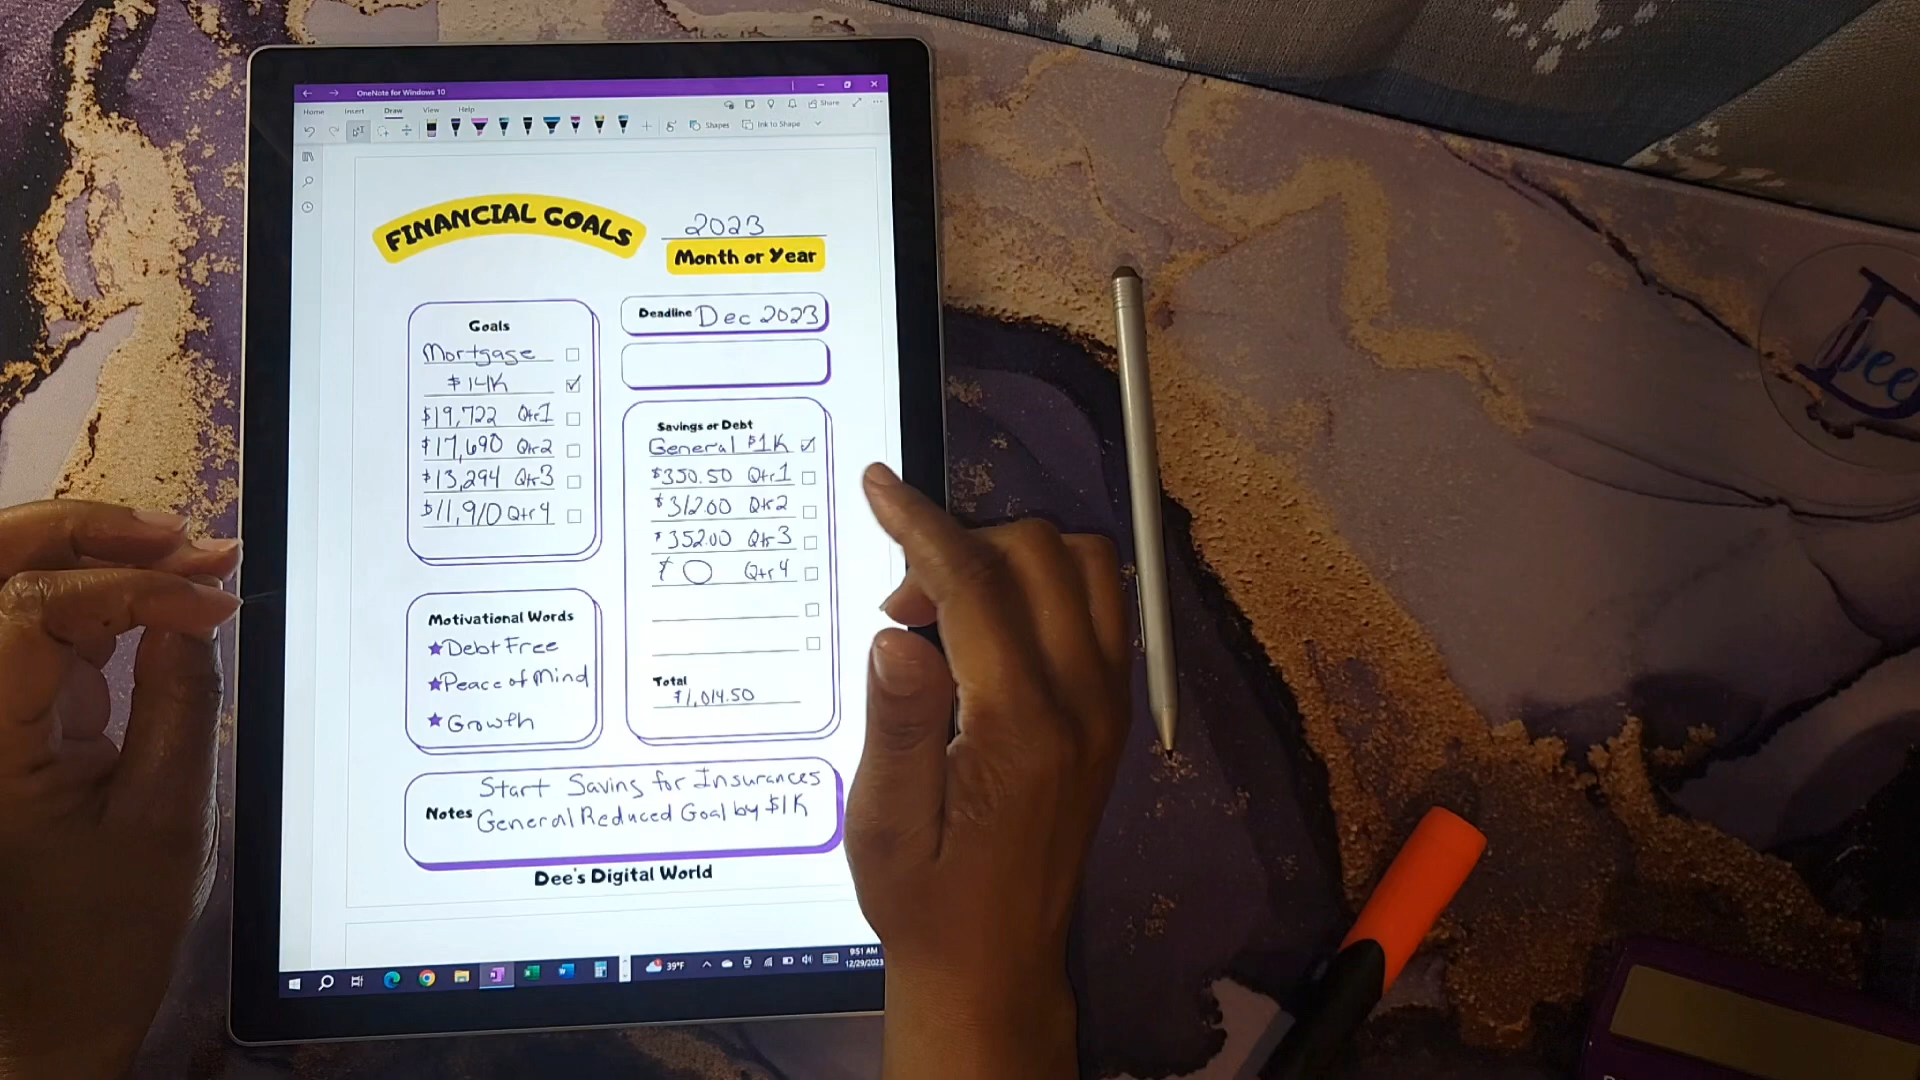 OneNote for Windows 10
Home Insert Draw View Help
Share
Shapes Ink to Shape
FINANCIAL GOALS
2023
Month or Year
Goals
Mortgage
$14K
$19,722 Qtr1
$17,690 Qtr2
$13,294 Qtr3
$11,910 Qtr4
Deadline Dec 2023
Savings or Debt
General $1K
$350.50 Qtr1
$312.00 Qtr2
$352.00 Qtr3
$0 Qtr4
Total
$1,014.50
Motivational Words
Debt Free
Peace of Mind
Growth
Notes
Start Saving for Insurances
General Reduced Goal by $1K
Dee's Digital World
39°F
9:51 AM
12/29/2023
Dee